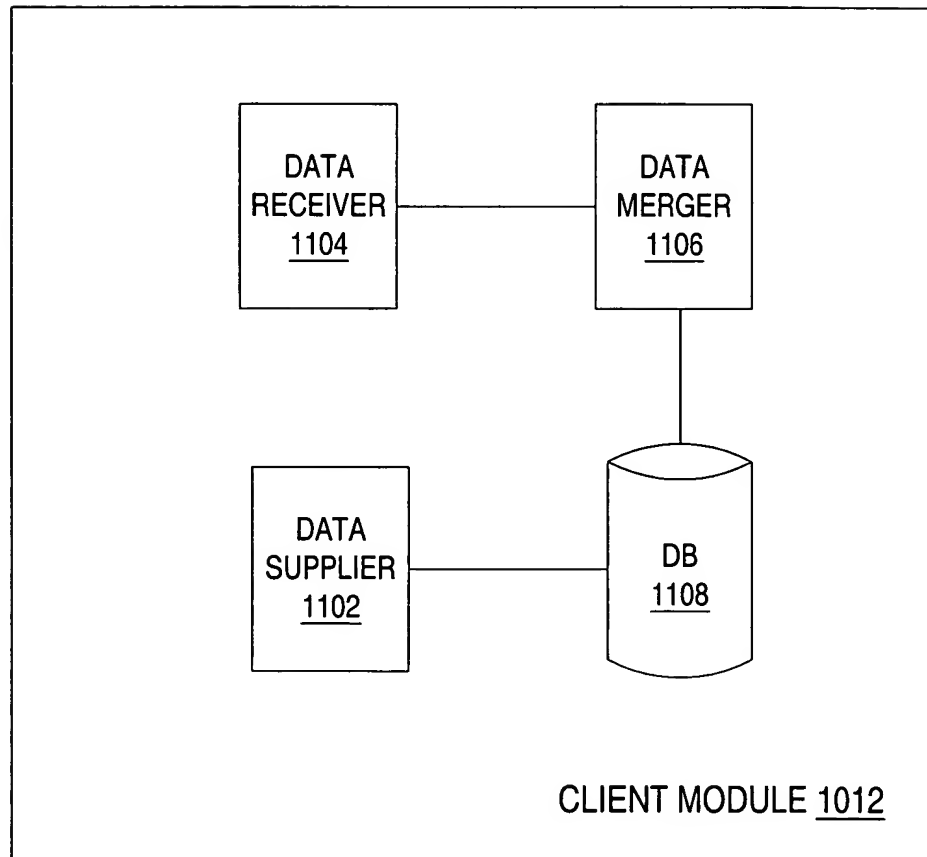 DATA
RECEIVER
1104
DATA
MERGER
1106
DATA
SUPPLIER
1102
DB
1108
CLIENT MODULE 1012